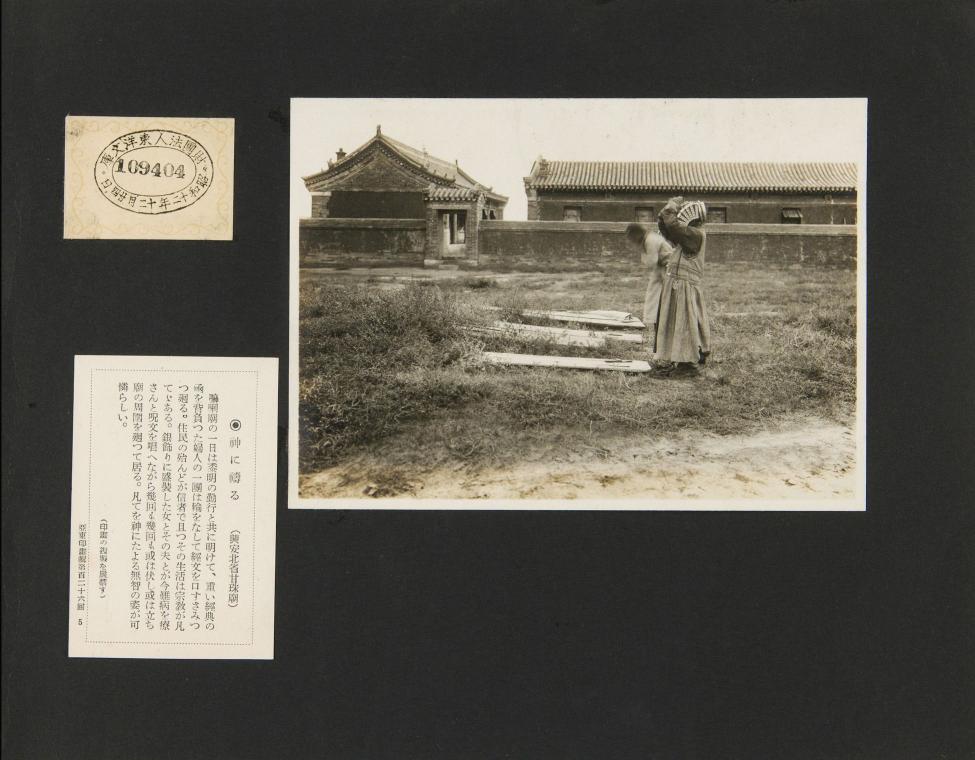 財團法人東洋文庫
109404
昭和十二年十二月廿日
◉神に禱る (興安北省甘珠廟)
喇嘛廟の一日は黎明の勤行と共に明けて、重い經典の
函を背負つた婦人の一團は輪をなして經文を口ずさみつ
つ廻る。住民の殆んどが信者で且つその生活は宗教が凡
てである。銀飾りに盛裝した女とその夫とが今難病を療
さんと呪文を唱へながら幾回も幾回も或は伏し或は立ち
廟の周圍を廻つて居る。凡てを神にたよる無智の姿が可
憐らしい。
(印畫の複製を嚴禁す)
亞東印畫輯第百二十六回 5